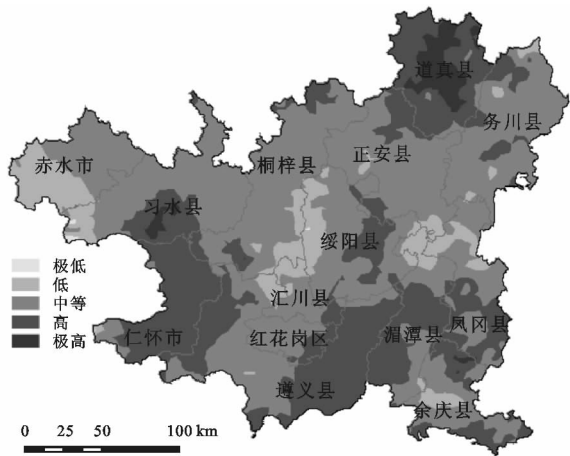 道真县
务川县
正安县
桐梓县
赤水市
习水县
绥阳县
极低
低
中等
高
极高
汇川县
凤冈县
湄潭县
红花岗区
仁怀市
遵义县
余庆县
0 25 50 100 km